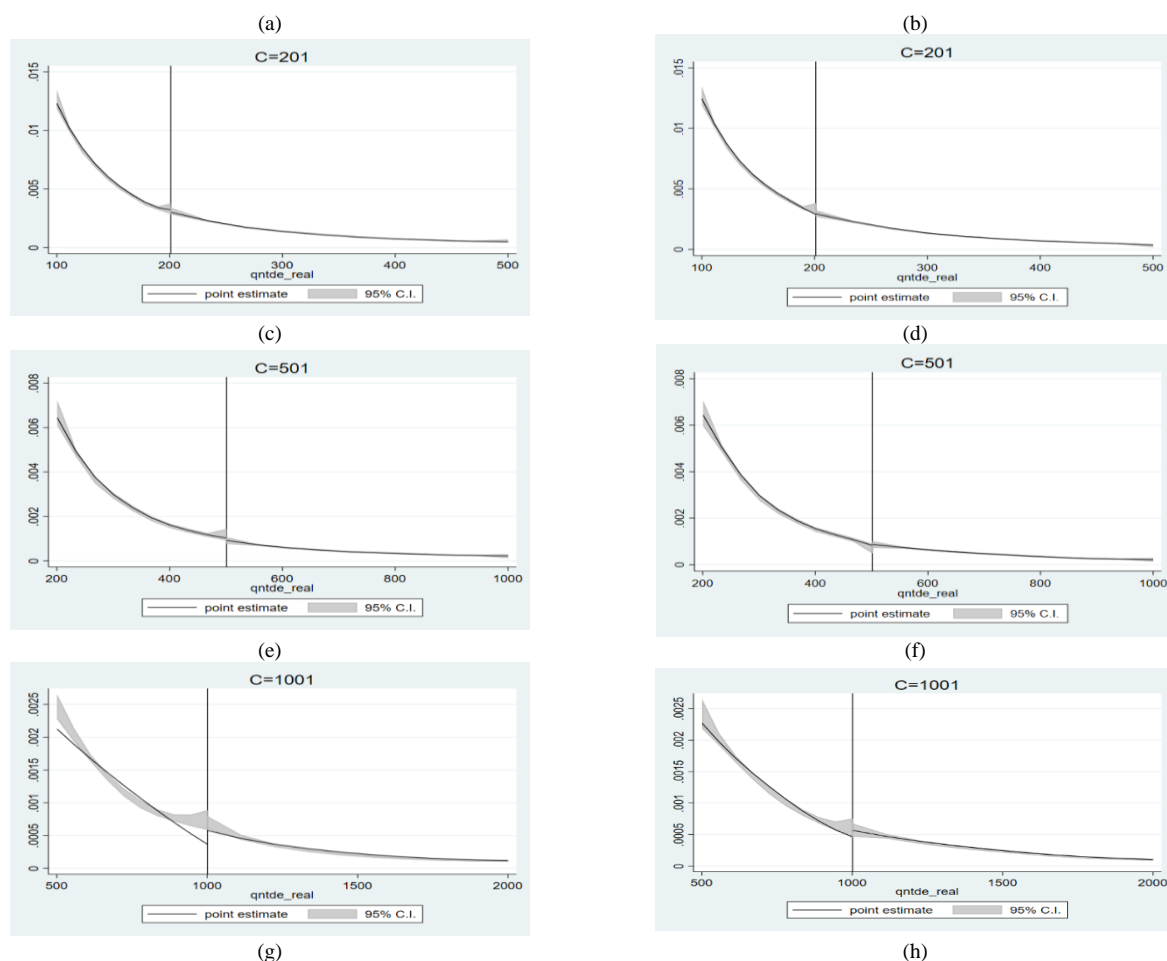 (a)
(b)
C=201
.015
.01
.005
0
100 200 300 400 500
qntde_real
point estimate 95% C.I.
C=201
.015
.01
.005
0
100 200 300 400 500
qntde_real
point estimate 95% C.I.
(c)
(d)
C=501
.008
.006
.004
.002
0
200 400 600 800 1000
qntde_real
point estimate 95% C.I.
C=501
.008
.006
.004
.002
0
200 400 600 800 1000
qntde_real
point estimate 95% C.I.
(e)
(f)
C=1001
.0025
.002
.0015
.001
.0005
0
500 1000 1500 2000
qntde_real
point estimate 95% C.I.
C=1001
.0025
.002
.0015
.001
.0005
0
500 1000 1500 2000
qntde_real
point estimate 95% C.I.
(g)
(h)